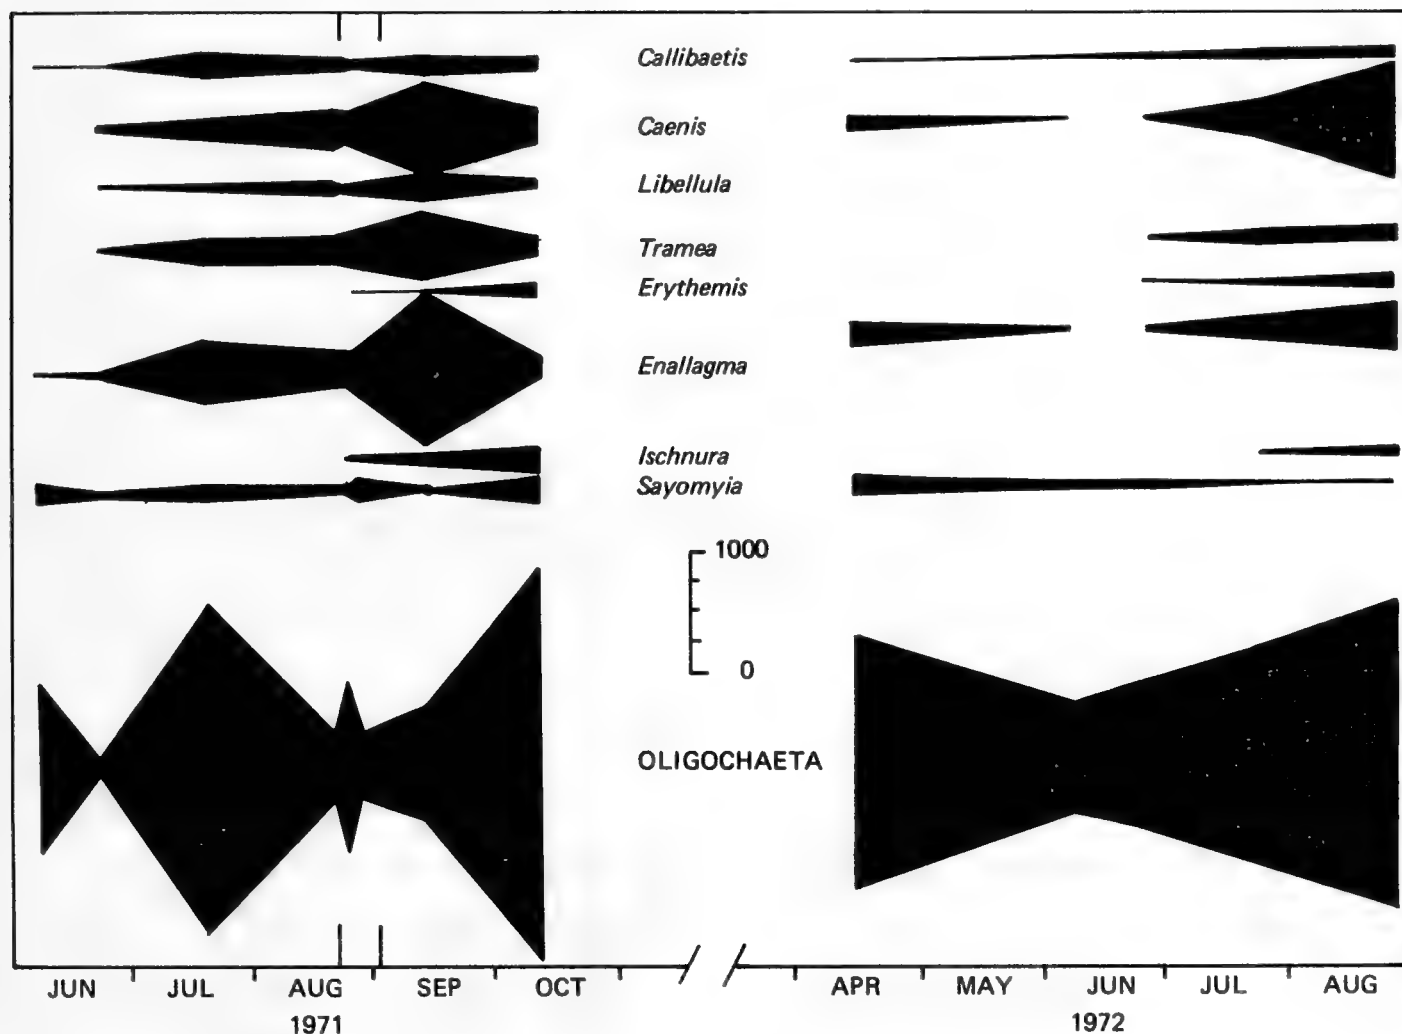 Callibaetis
Caenis
Libellula
Tramea
Erythemis
Enallagma
Ischnura
Sayomyia
1000
0
OLIGOCHAETA
JUN JUL AUG SEP OCT APR MAY JUN JUL AUG
1971 1972